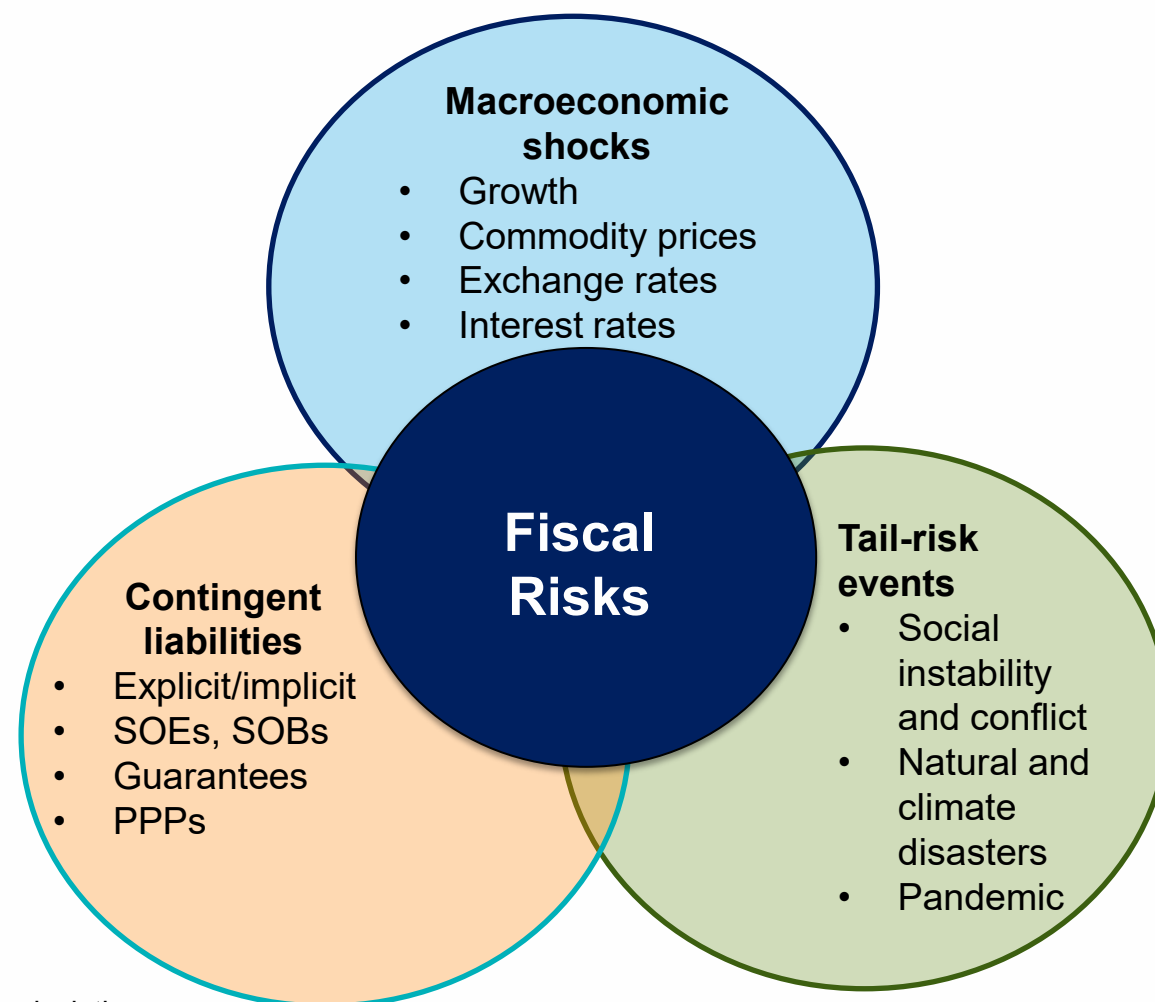 Macroeconomic
shocks
• Growth
• Commodity prices
• Exchange rates
• Interest rates
Fiscal
Risks
Contingent
liabilities
• Explicit/implicit
• SOEs, SOBs
• Guarantees
• PPPs
Tail-risk
events
• Social
instability
and conflict
• Natural and
climate
disasters
• Pandemic